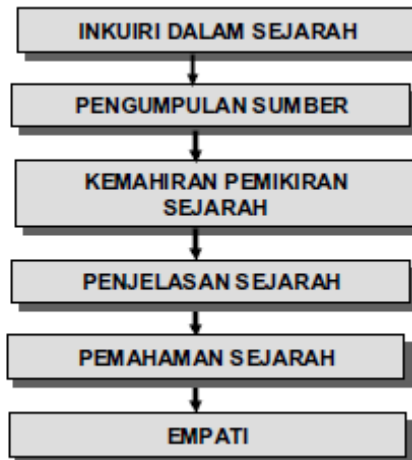 INKUIRI DALAM SEJARAH
PENGUMPULAN SUMBER
KEMAHIRAN PEMIKIRAN
SEJARAH
PENJELASAN SEJARAH
PEMAHAMAN SEJARAH
EMPATI